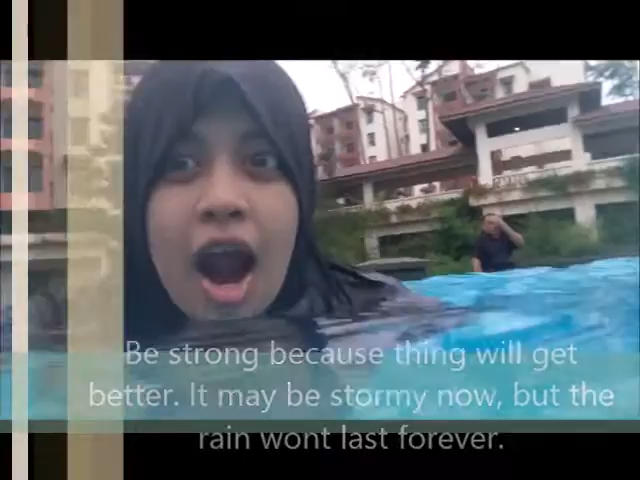 Be strong because thing will get
better. It may be stormy now, but the
rain wont last forever.